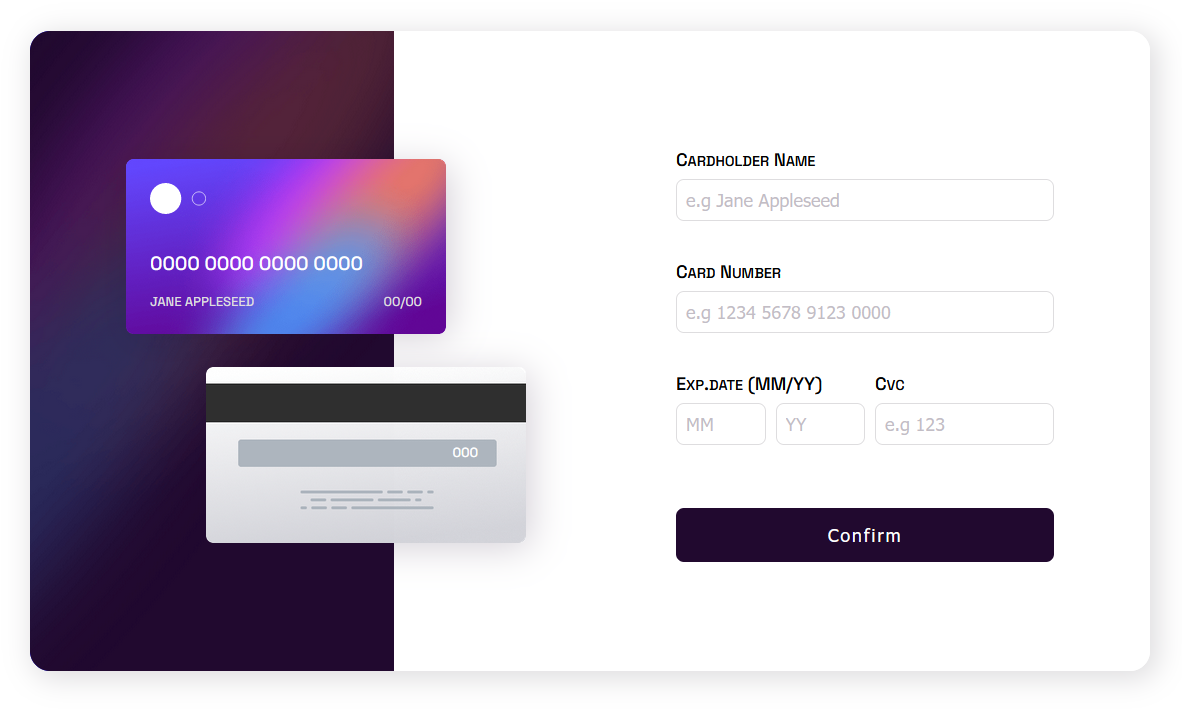 0000 0000 0000 0000
JANE APPLESEED 00/00
000
Cardholder Name
e.g Jane Appleseed
Card Number
e.g 1234 5678 9123 0000
Exp.date (MM/YY) Cvc
MM YY e.g 123
Confirm